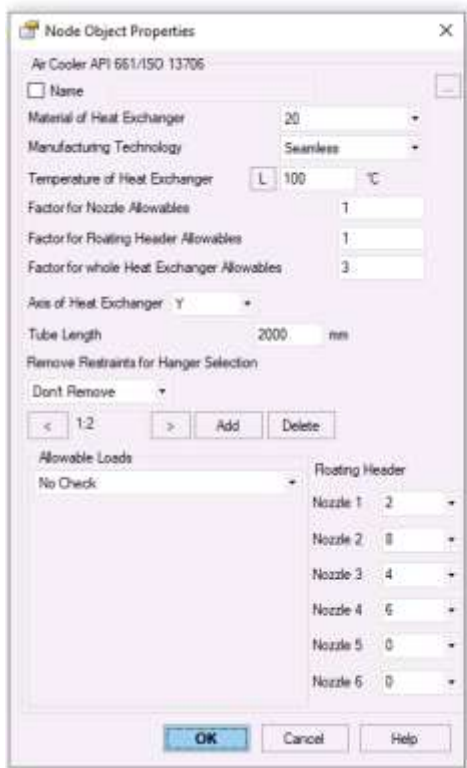 Node Object Properties
Air Cooler API 661/ISO 13706
Name
...
Material of Heat Exchanger 20
Manufacturing Technology Seamless
Temperature of Heat Exchanger L 100 °C
Factor for Nozzle Allowables 1
Factor for Floating Header Allowables 1
Factor for whole Heat Exchanger Allowables 3
Axis of Heat Exchanger Y
Tube Length 2000 mm
Remove Restraints for Hanger Selection
Don't Remove
< 1:2 > Add Delete
Allowable Loads Floating Header
No Check
Nozzle 1 2
Nozzle 2 8
Nozzle 3 4
Nozzle 4 6
Nozzle 5 0
Nozzle 6 0
OK Cancel Help